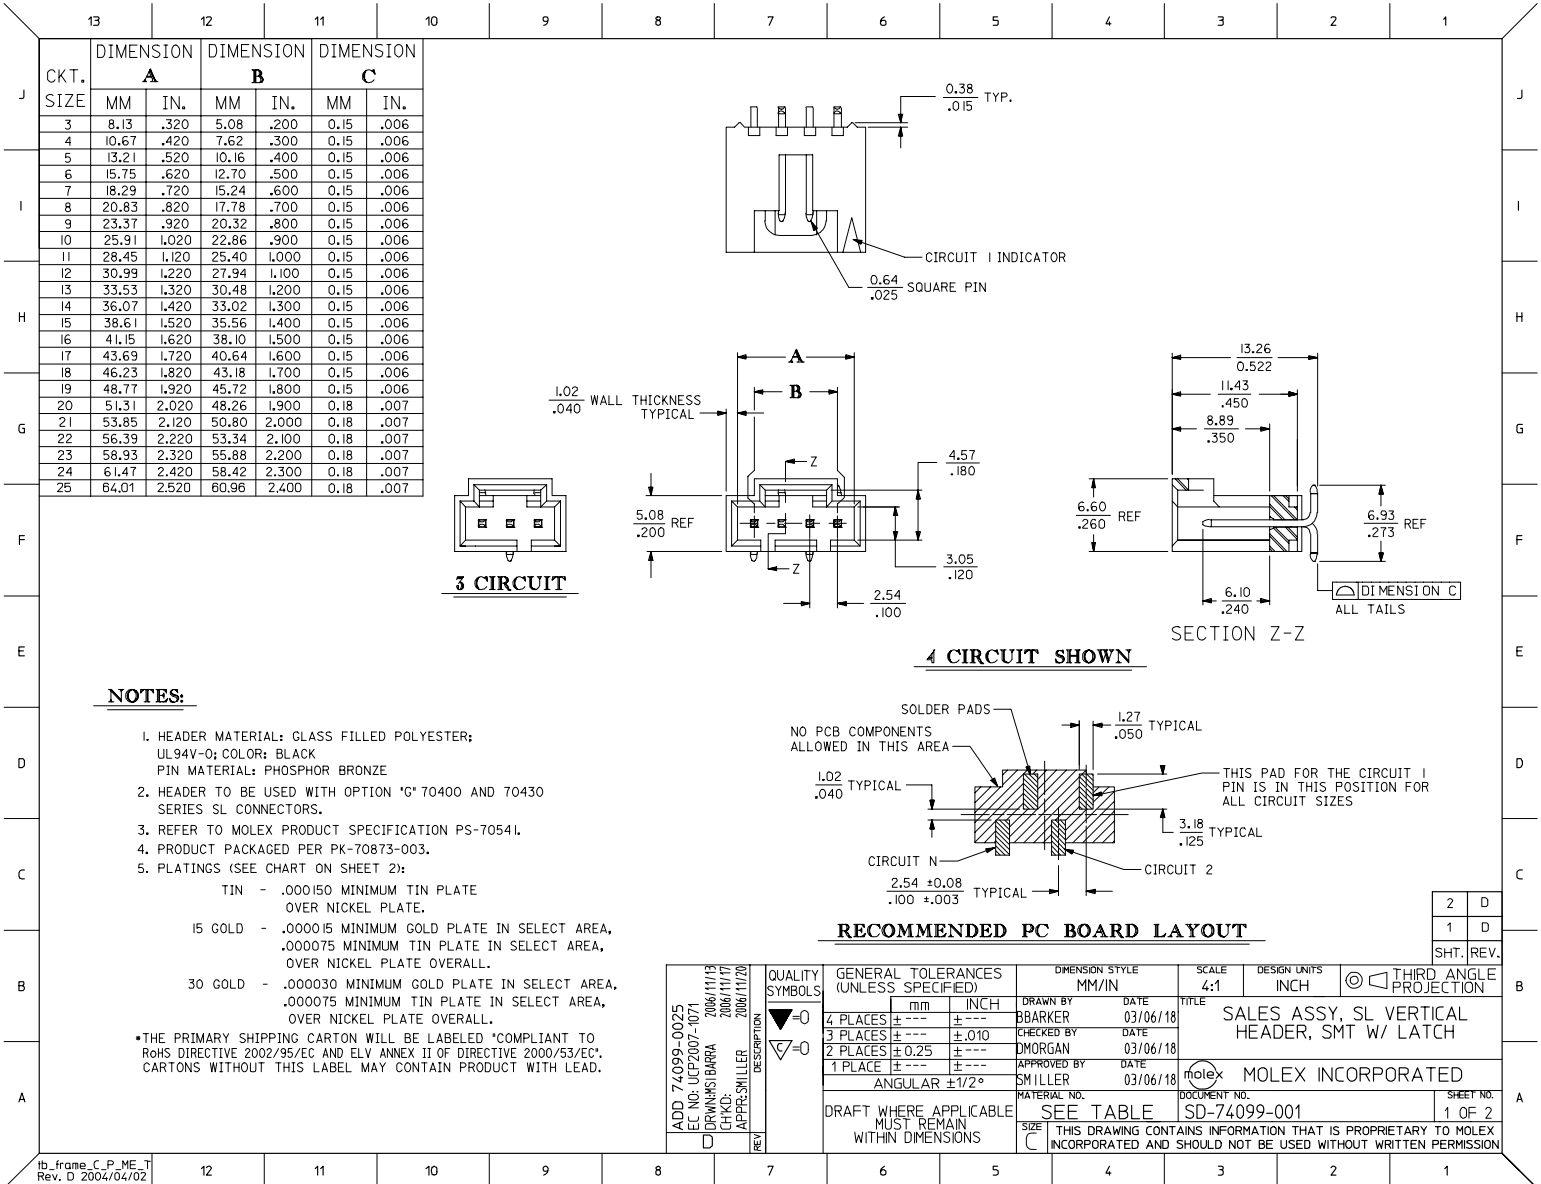 13 12 11 10 9 8 7 6 5 4 3 2 1
J I H G F E D C B A
CKT. SIZE DIMENSION A DIMENSION B DIMENSION C
MM IN. MM IN. MM IN.
3 8.13 .320 5.08 .200 0.15 .006
4 10.67 .420 7.62 .300 0.15 .006
5 13.21 .520 10.16 .400 0.15 .006
6 15.75 .620 12.70 .500 0.15 .006
7 18.29 .720 15.24 .600 0.15 .006
8 20.83 .820 17.78 .700 0.15 .006
9 23.37 .920 20.32 .800 0.15 .006
10 25.91 1.020 22.86 .900 0.15 .006
11 28.45 1.120 25.40 1.000 0.15 .006
12 30.99 1.220 27.94 1.100 0.15 .006
13 33.53 1.320 30.48 1.200 0.15 .006
14 36.07 1.420 33.02 1.300 0.15 .006
15 38.61 1.520 35.56 1.400 0.15 .006
16 41.15 1.620 38.10 1.500 0.15 .006
17 43.69 1.720 40.64 1.600 0.15 .006
18 46.23 1.820 43.18 1.700 0.15 .006
19 48.77 1.920 45.72 1.800 0.15 .006
20 51.31 2.020 48.26 1.900 0.18 .007
21 53.85 2.120 50.80 2.000 0.18 .007
22 56.39 2.220 53.34 2.100 0.18 .007
23 58.93 2.320 55.88 2.200 0.18 .007
24 61.47 2.420 58.42 2.300 0.18 .007
25 64.01 2.520 60.96 2.400 0.18 .007
0.38
.015 TYP.
CIRCUIT 1 INDICATOR
0.64
.025 SQUARE PIN
A
B
1.02
.040 WALL THICKNESS
TYPICAL
Z
4.57
.180
5.08
.200 REF
3.05
.120
Z
2.54
.100
3 CIRCUIT
4 CIRCUIT SHOWN
13.26
0.522
11.43
.450
8.89
.350
6.60
.260 REF
6.93
.273 REF
6.10
.240
DIMENSION C
ALL TAILS
SECTION Z-Z
NOTES:
1. HEADER MATERIAL: GLASS FILLED POLYESTER;
UL94V-0; COLOR: BLACK
PIN MATERIAL: PHOSPHOR BRONZE
2. HEADER TO BE USED WITH OPTION "G" 70400 AND 70430
SERIES SL CONNECTORS.
3. REFER TO MOLEX PRODUCT SPECIFICATION PS-70541.
4. PRODUCT PACKAGED PER PK-70873-003.
5. PLATINGS (SEE CHART ON SHEET 2):
TIN - .000150 MINIMUM TIN PLATE
OVER NICKEL PLATE.
15 GOLD - .000015 MINIMUM GOLD PLATE IN SELECT AREA,
.000075 MINIMUM TIN PLATE IN SELECT AREA,
OVER NICKEL PLATE OVERALL.
30 GOLD - .000030 MINIMUM GOLD PLATE IN SELECT AREA,
.000075 MINIMUM TIN PLATE IN SELECT AREA,
OVER NICKEL PLATE OVERALL.
*THE PRIMARY SHIPPING CARTON WILL BE LABELED "COMPLIANT TO
RoHS DIRECTIVE 2002/95/EC AND ELV ANNEX II OF DIRECTIVE 2000/53/EC".
CARTONS WITHOUT THIS LABEL MAY CONTAIN PRODUCT WITH LEAD.
SOLDER PADS
NO PCB COMPONENTS
ALLOWED IN THIS AREA
1.27
.050 TYPICAL
1.02
.040 TYPICAL
THIS PAD FOR THE CIRCUIT 1
PIN IS IN THIS POSITION FOR
ALL CIRCUIT SIZES
3.18
.125 TYPICAL
CIRCUIT N
CIRCUIT 2
2.54 ±0.08
.100 ±.003 TYPICAL
RECOMMENDED PC BOARD LAYOUT
2 D
1 D
SHT. REV.
ADD 74099-0025
EC NO: UCP2007-1071
DRWN:MSIBARRA 2006/11/13
CH'KD: 2006/11/17
APPR:SMILLER 2006/11/20
DESCRIPTION
D
REV
QUALITY SYMBOLS
=0
C =0
GENERAL TOLERANCES
(UNLESS SPECIFIED)
mm INCH
4 PLACES ± --- ± ---
3 PLACES ± --- ±.010
2 PLACES ±0.25 ± ---
1 PLACE ± --- ± ---
ANGULAR ±1/2°
DRAFT WHERE APPLICABLE
MUST REMAIN
WITHIN DIMENSIONS
DIMENSION STYLE
MM/IN
SCALE
4:1
DESIGN UNITS
INCH
THIRD ANGLE
PROJECTION
DRAWN BY DATE
BBARKER 03/06/18
CHECKED BY DATE
DMORGAN 03/06/18
APPROVED BY DATE
SMILLER 03/06/18
TITLE
SALES ASSY, SL VERTICAL
HEADER, SMT W/ LATCH
molex MOLEX INCORPORATED
MATERIAL NO.
SEE TABLE
DOCUMENT NO.
SD-74099-001
SHEET NO.
1 OF 2
SIZE
C
THIS DRAWING CONTAINS INFORMATION THAT IS PROPRIETARY TO MOLEX
INCORPORATED AND SHOULD NOT BE USED WITHOUT WRITTEN PERMISSION
J I H G F E D C B A
tb_frame_C_P_ME_T
Rev. D 2004/04/02
12 11 10 9 8 7 6 5 4 3 2 1